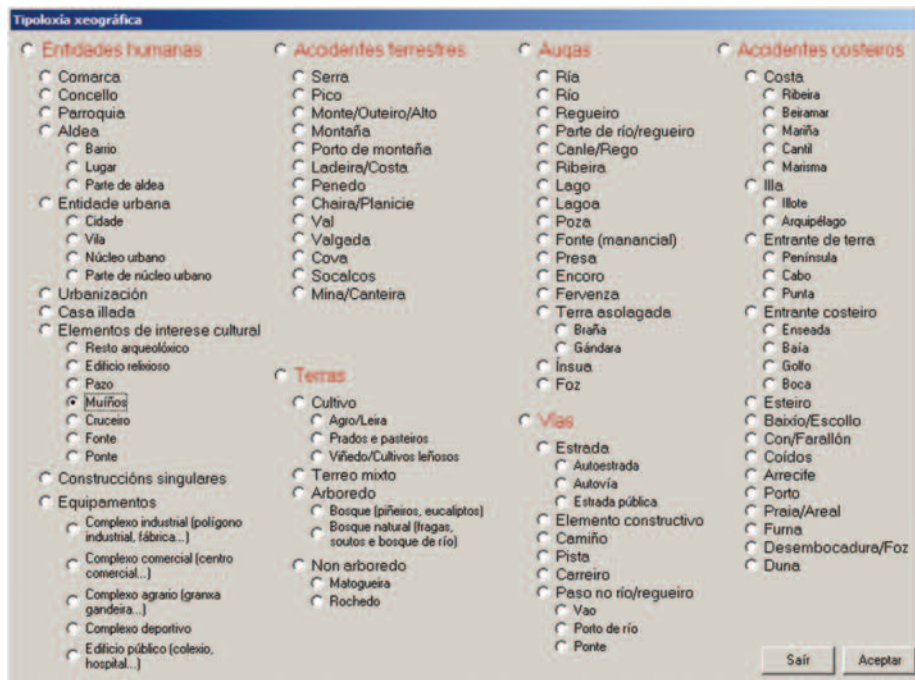 Tipoloxía xeográfica
Entidades humanas
Comarca
Concello
Parroquia
Aldea
Barrio
Lugar
Parte de aldea
Entidade urbana
Cidade
Vila
Núcleo urbano
Parte de núcleo urbano
Urbanización
Casa illada
Elementos de interese cultural
Resto arqueolóxico
Edificio relixioso
Pazo
Muíños
Cruceiro
Fonte
Ponte
Construccións singulares
Equipamentos
Complexo industrial (polígono
industrial, fábrica...)
Complexo comercial (centro
comercial...)
Complexo agrario (granxa
gandeira...)
Complexo deportivo
Edificio público (colexio,
hospital...)
Accidentes terrestres
Serra
Pico
Monte/Outeiro/Alto
Montaña
Porto de montaña
Ladeira/Costa
Penedo
Chaira/Planicie
Val
Valgada
Cova
Socalcos
Mina/Canteira
Terras
Cultivo
Agro/Leira
Prados e pasteiros
Viñedo/Cultivos leñosos
Terreo mixto
Arboredo
Bosque (piñeiros, eucaliptos)
Bosque natural (fragas,
soutos e bosque de río)
Non arboredo
Matogueira
Rochedo
Augas
Ría
Río
Regueiro
Parte de río/regueiro
Canle/Rego
Ribeira
Lago
Lagoa
Poza
Fonte (manancial)
Presa
Encoro
Fervenza
Terra asolagada
Braña
Gándara
Ínsua
Foz
Vías
Estrada
Autoestrada
Autovía
Estrada pública
Elemento constructivo
Camiño
Pista
Carreiro
Paso no río/regueiro
Vao
Porto de río
Ponte
Accidentes costeiros
Costa
Ribeira
Beiramar
Mariña
Cantil
Marisma
Illa
Illote
Arquipélago
Entrante de terra
Península
Cabo
Punta
Entrante costeiro
Enseada
Baía
Golfo
Boca
Esteiro
Baixío/Escollo
Con/Farallón
Coídos
Arrecife
Porto
Praia/Areal
Furna
Desembocadura/Foz
Duna
Saír
Aceptar